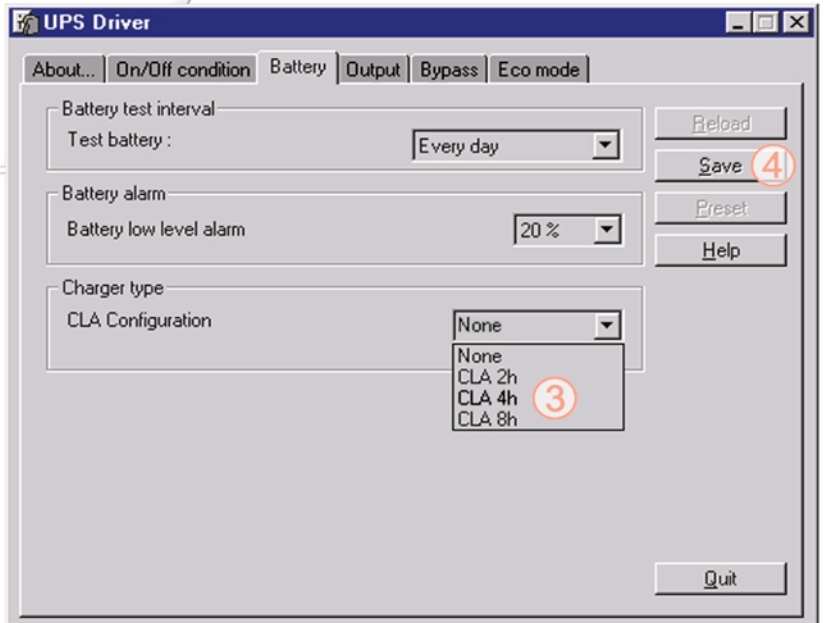 UPS Driver
About... On/Off condition Battery Output Bypass Eco mode
Battery test interval
Test battery : Every day
Reload
Save 4
Battery alarm
Battery low level alarm 20 %
Preset
Help
Charger type
CLA Configuration None
None
CLA 2h
CLA 4h 3
CLA 8h
Quit